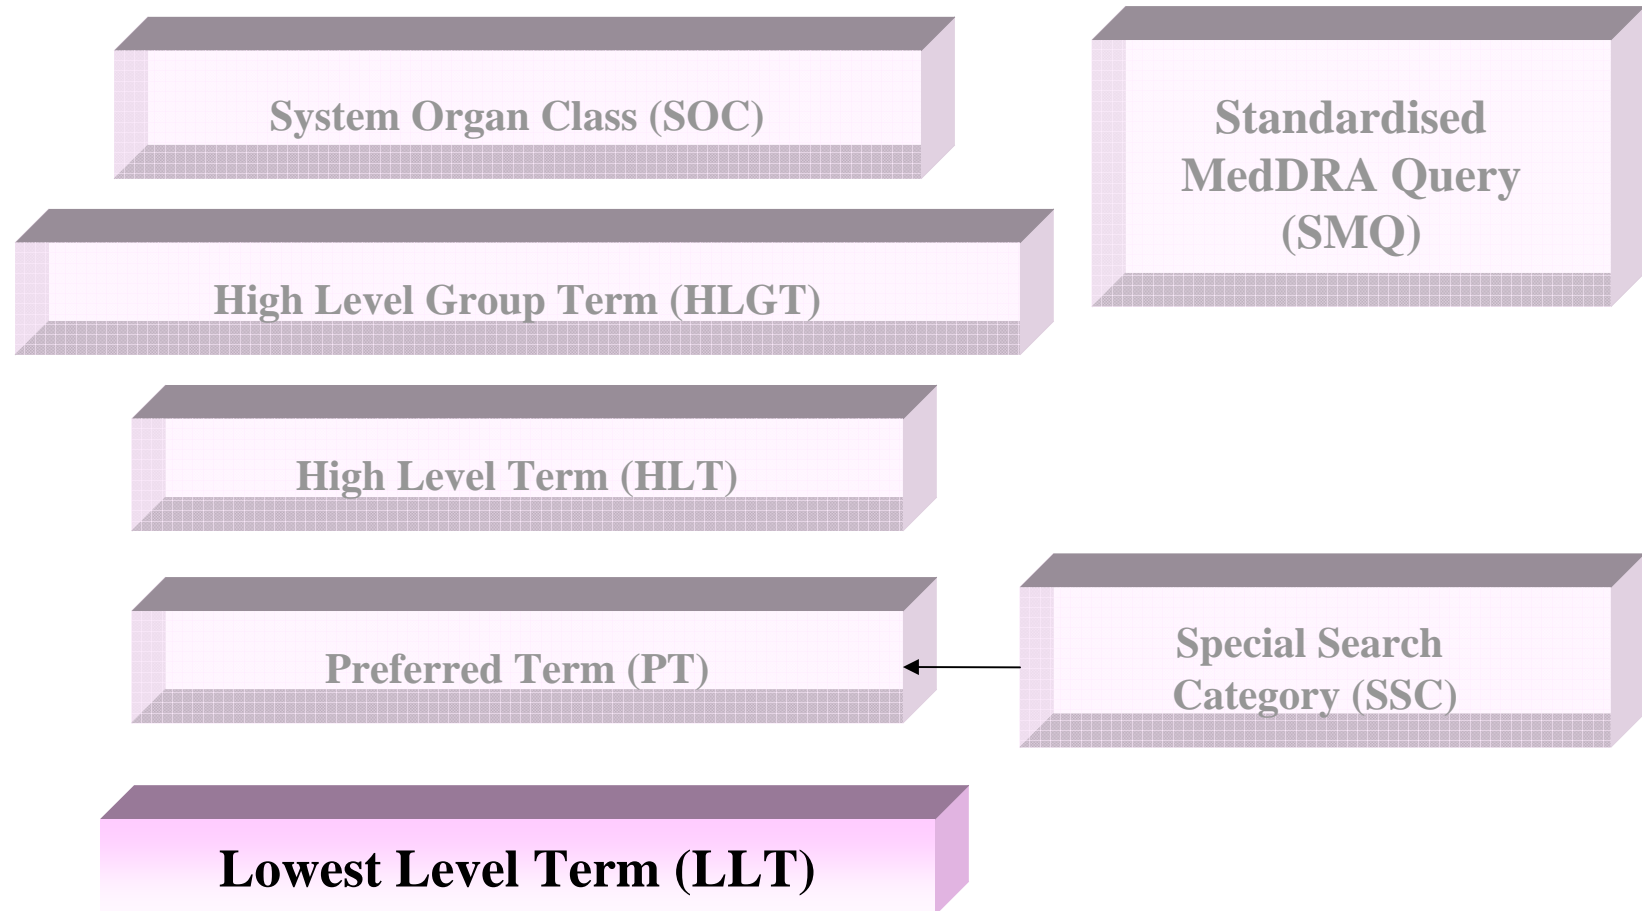 System Organ Class (SOC)
High Level Group Term (HLGT)
High Level Term (HLT)
Preferred Term (PT)
Lowest Level Term (LLT)
Standardised
MedDRA Query
(SMQ)
Special Search
Category (SSC)